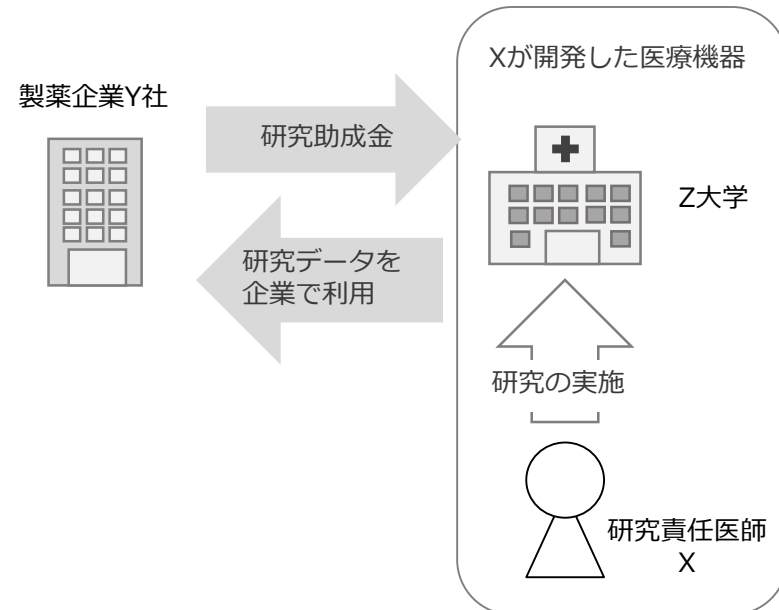 Xが開発した医療機器
製薬企業Y社
研究助成金
Z大学
研究データを
企業で利用
研究の実施
研究責任医師
X